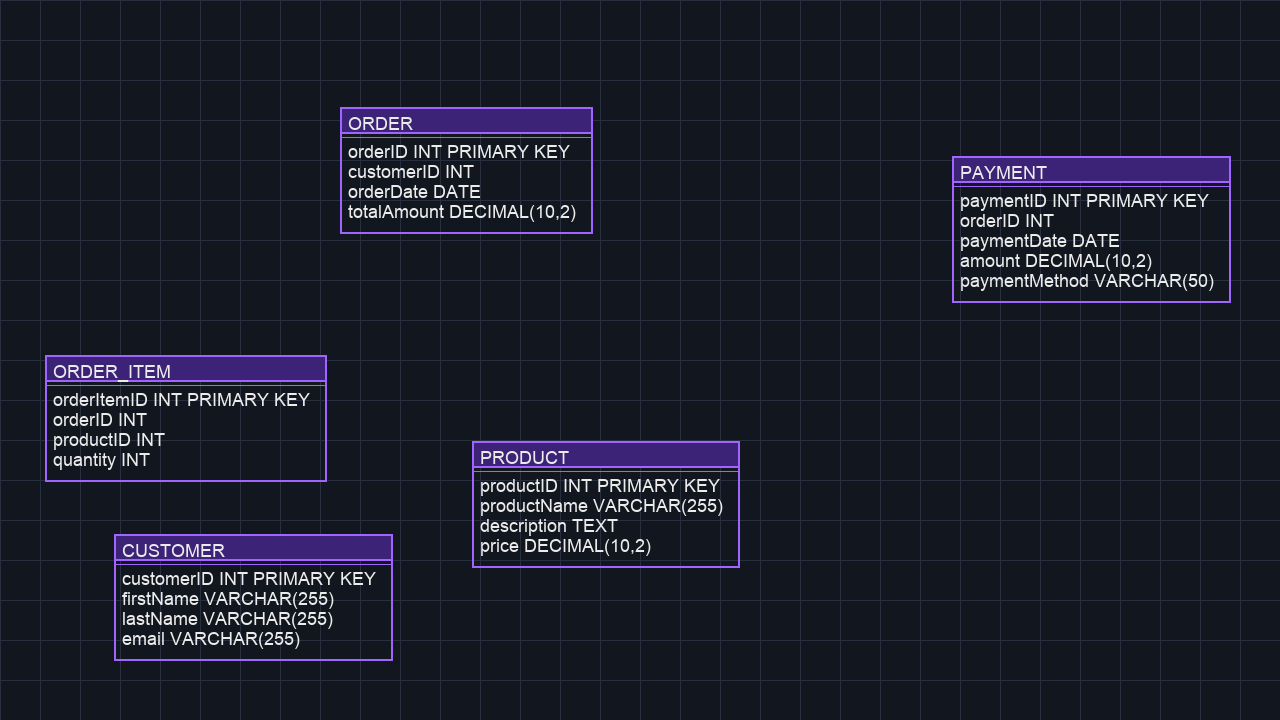 ORDER
orderID INT PRIMARY KEY
customerID INT
orderDate DATE
totalAmount DECIMAL(10,2)
PAYMENT
paymentID INT PRIMARY KEY
orderID INT
paymentDate DATE
amount DECIMAL(10,2)
paymentMethod VARCHAR(50)
ORDER_ITEM
orderItemID INT PRIMARY KEY
orderID INT
productID INT
quantity INT
PRODUCT
productID INT PRIMARY KEY
productName VARCHAR(255)
description TEXT
price DECIMAL(10,2)
CUSTOMER
customerID INT PRIMARY KEY
firstName VARCHAR(255)
lastName VARCHAR(255)
email VARCHAR(255)